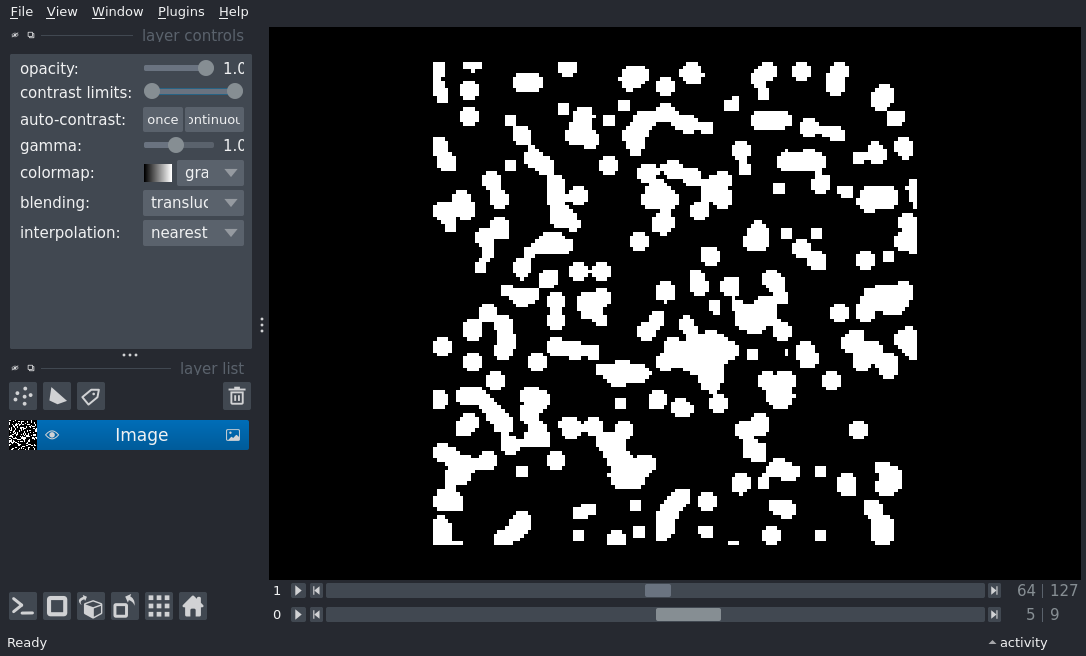 File View Window Plugins Help
layer controls
opacity: 1.0
contrast limits:
auto-contrast: once ontinuou
gamma: 1.0
colormap: gra
blending: transluc
interpolation: nearest
layer list
Image
1 64 127
0 5 9
Ready activity